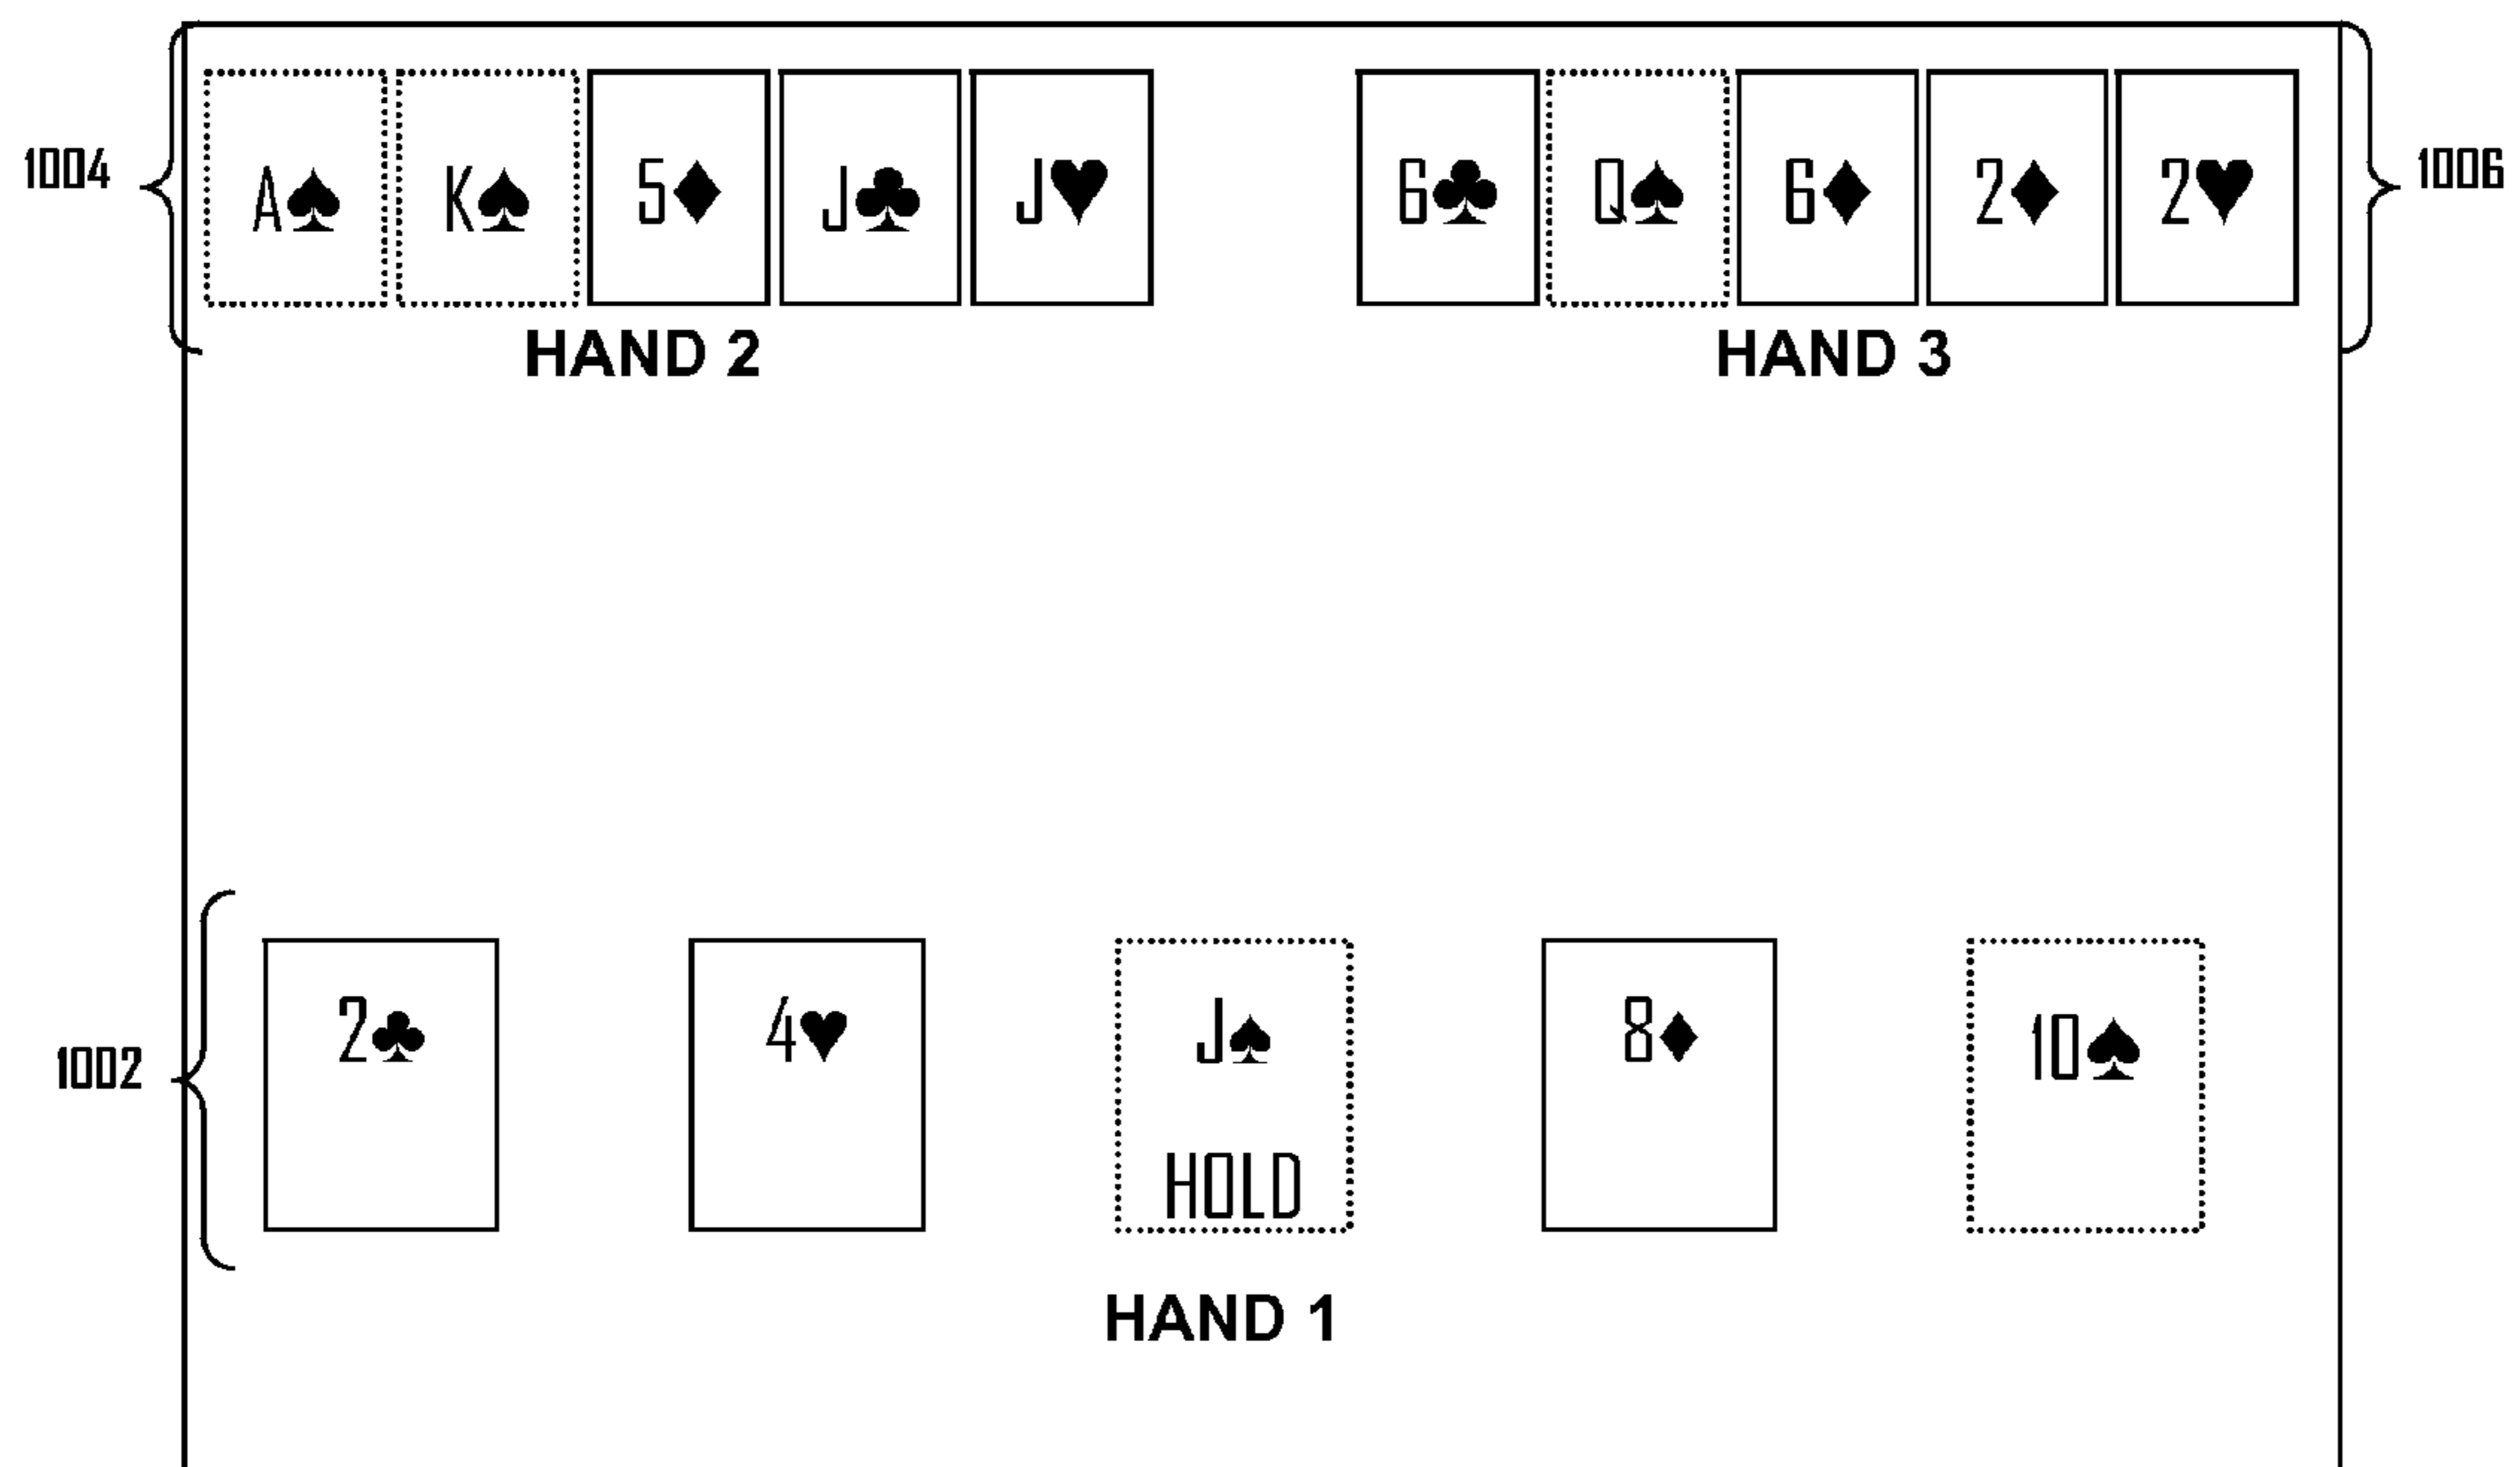 1004 A♠ K♠ 5♦ J♣ J♥ 6♣ Q♠ 6♦ 2♦ 2♥ 1006
HAND 2 HAND 3
1002 2♣ 4♥ J♠ 8♦ 10♠
HOLD
HAND 1